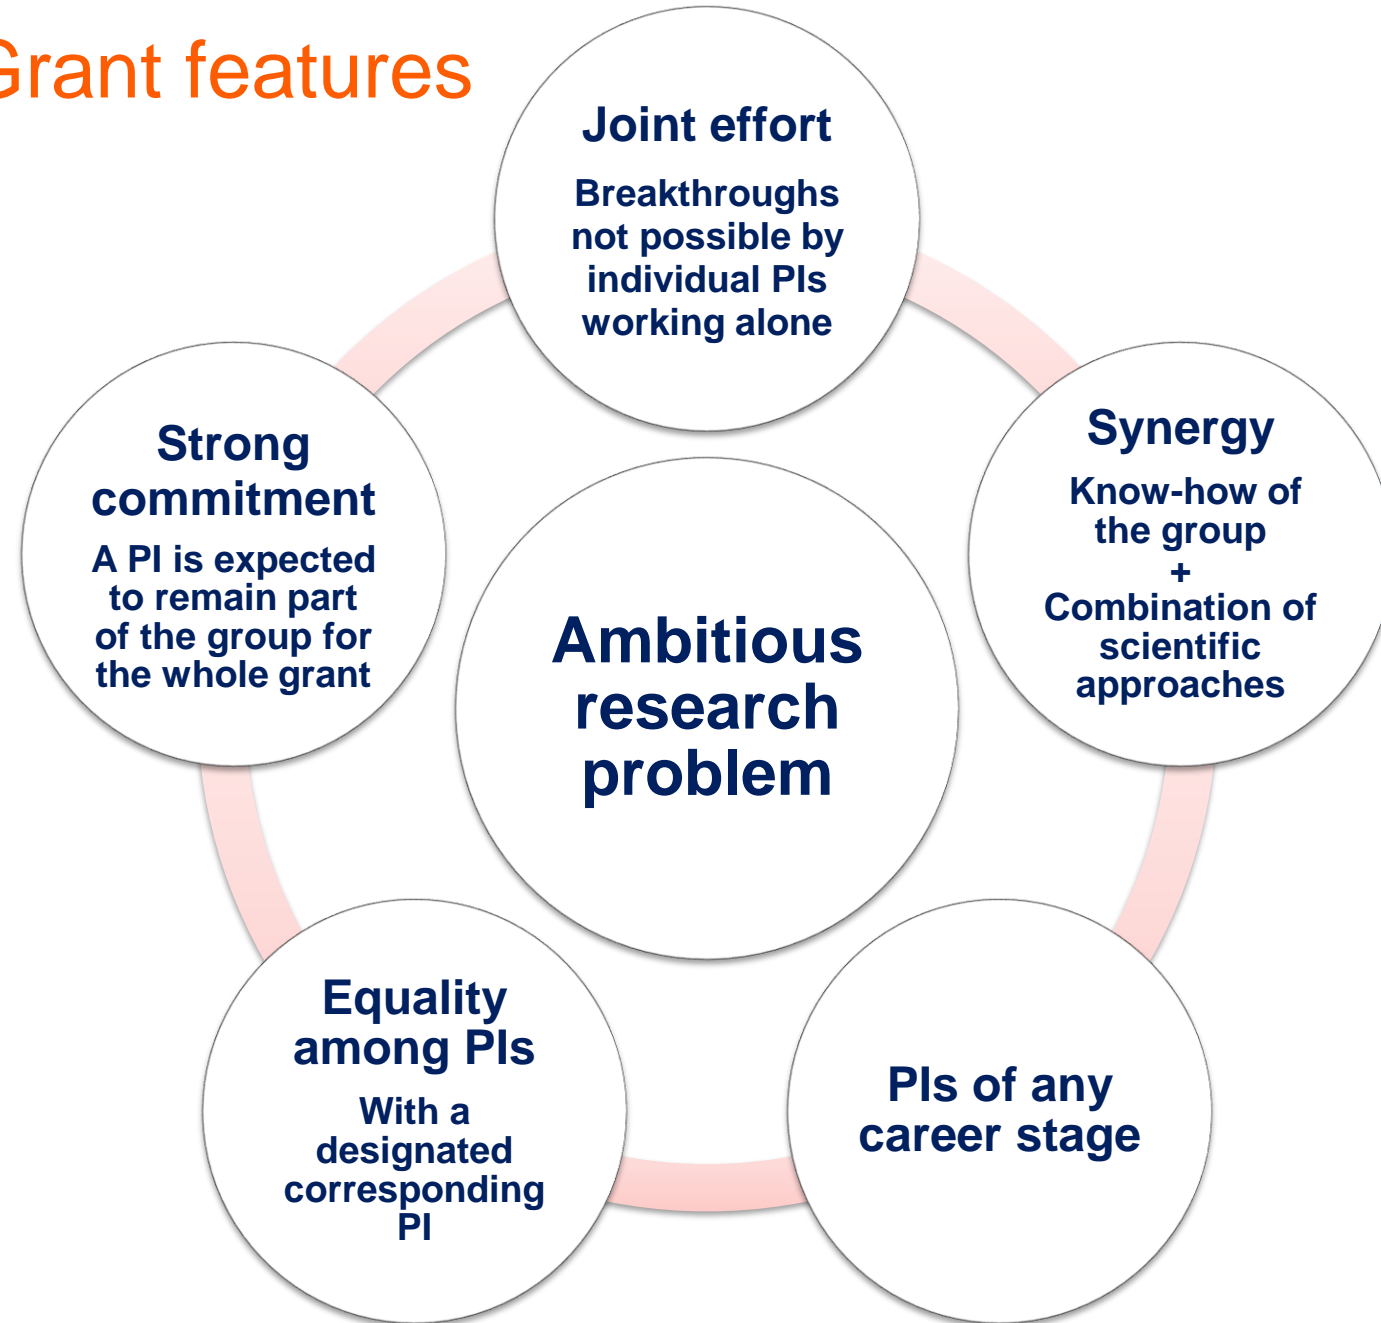 Grant features
Joint effort
Breakthroughs
not possible by
individual PIs
working alone
Synergy
Know-how of
the group
+
Combination of
scientific
approaches
PIs of any
career stage
Equality
among PIs
With a
designated
corresponding
PI
Strong
commitment
A PI is expected
to remain part
of the group for
the whole grant
Ambitious
research
problem